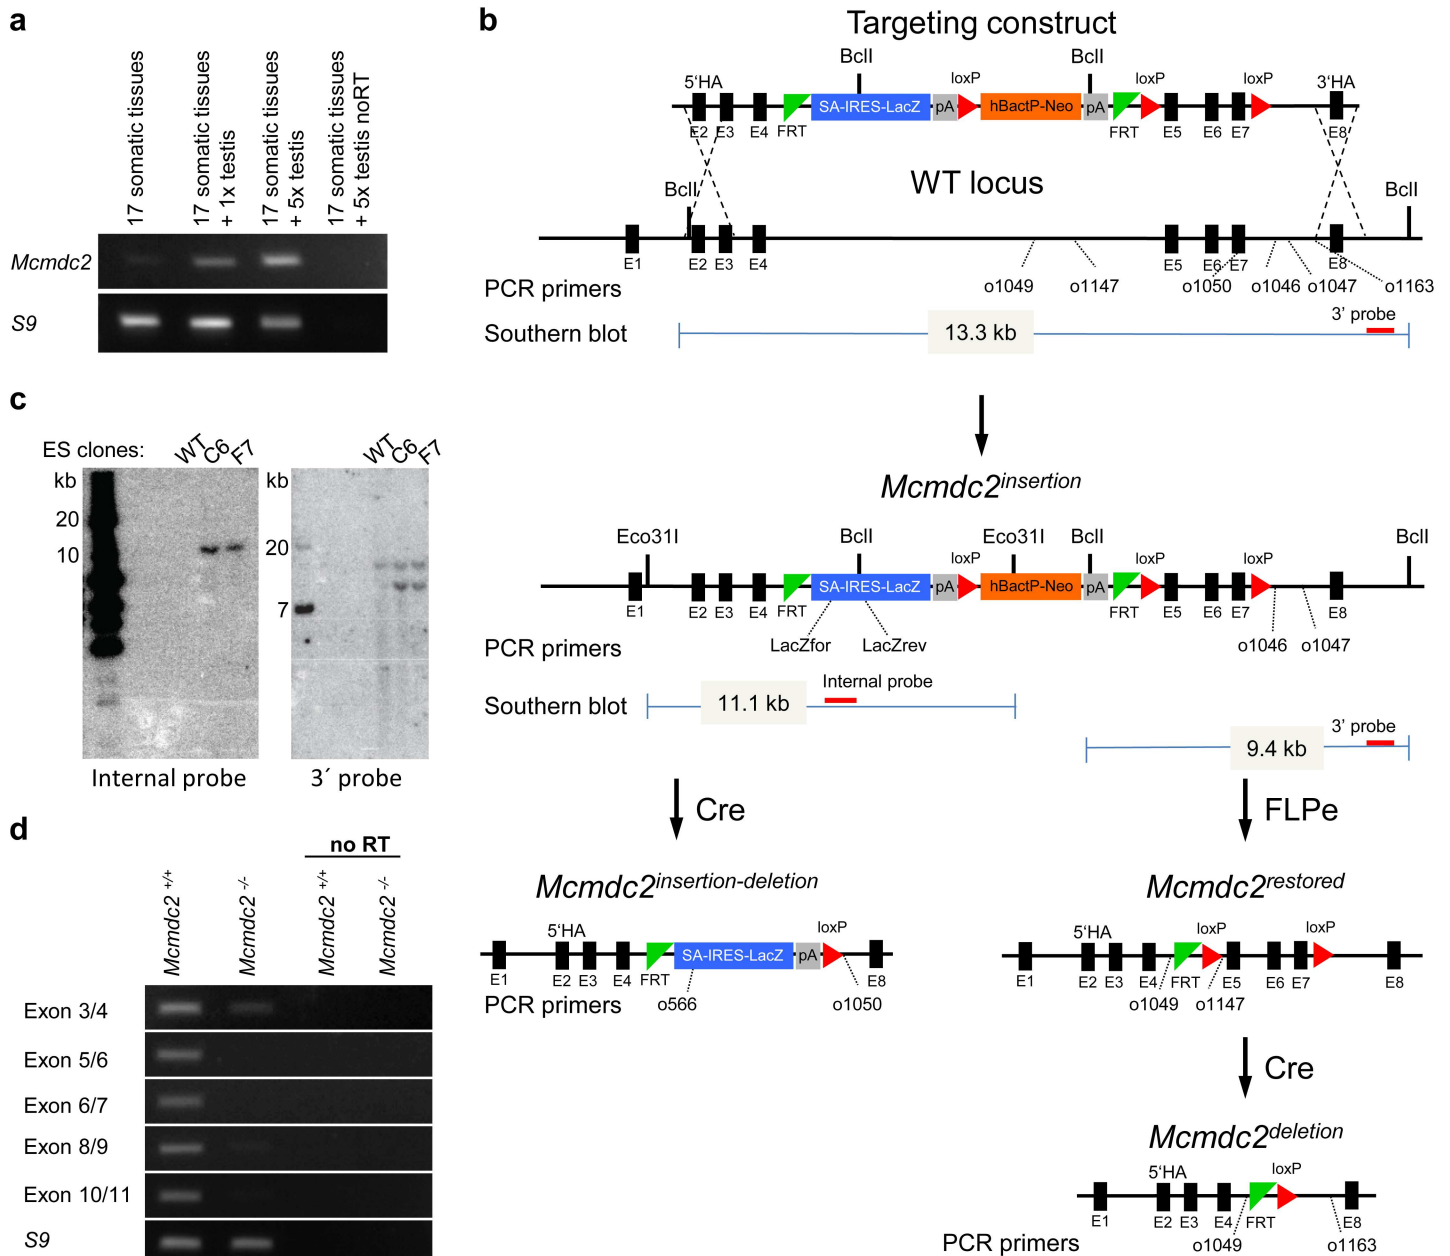 a
17 somatic tissues
17 somatic tissues
+ 1x testis
17 somatic tissues
+ 5x testis
17 somatic tissues
+ 5x testis noRT
Mcmdc2
S9
b
Targeting construct
BclI
BclI
5‘HA
loxP
loxP
loxP
3‘HA
SA-IRES-LacZ
pA
hBactP-Neo
pA
E2 E3 E4 FRT FRT E5 E6 E7 E8
WT locus
BclI
BclI
E1 E2 E3 E4 E5 E6 E7 E8
PCR primers
o1049 o1147 o1050 o1046 o1047 o1163
Southern blot
13.3 kb
3’ probe
Mcmdc2insertion
Eco31I BclI Eco31I BclI BclI
loxP loxP loxP
SA-IRES-LacZ pA hBactP-Neo pA
E1 E2 E3 E4 FRT FRT E5 E6 E7 E8
PCR primers
LacZfor LacZrev o1046 o1047
Southern blot
11.1 kb
Internal probe
9.4 kb
3’ probe
Cre
FLPe
Mcmdc2insertion-deletion
5‘HA
loxP
SA-IRES-LacZ pA
E1 E2 E3 E4 FRT E8
PCR primers
o566 o1050
Mcmdc2restored
5‘HA
loxP loxP
E1 E2 E3 E4 FRT E5 E6 E7 E8
o1049 o1147
Cre
Mcmdc2deletion
5‘HA
loxP
E1 E2 E3 E4 FRT E8
PCR primers
o1049 o1163
c
ES clones:
WT C6 F7
WT C6 F7
kb
20
10
kb
20
7
Internal probe
3´ probe
d
no RT
Mcmdc2 +/+
Mcmdc2 -/-
Mcmdc2 +/+
Mcmdc2 -/-
Exon 3/4
Exon 5/6
Exon 6/7
Exon 8/9
Exon 10/11
S9